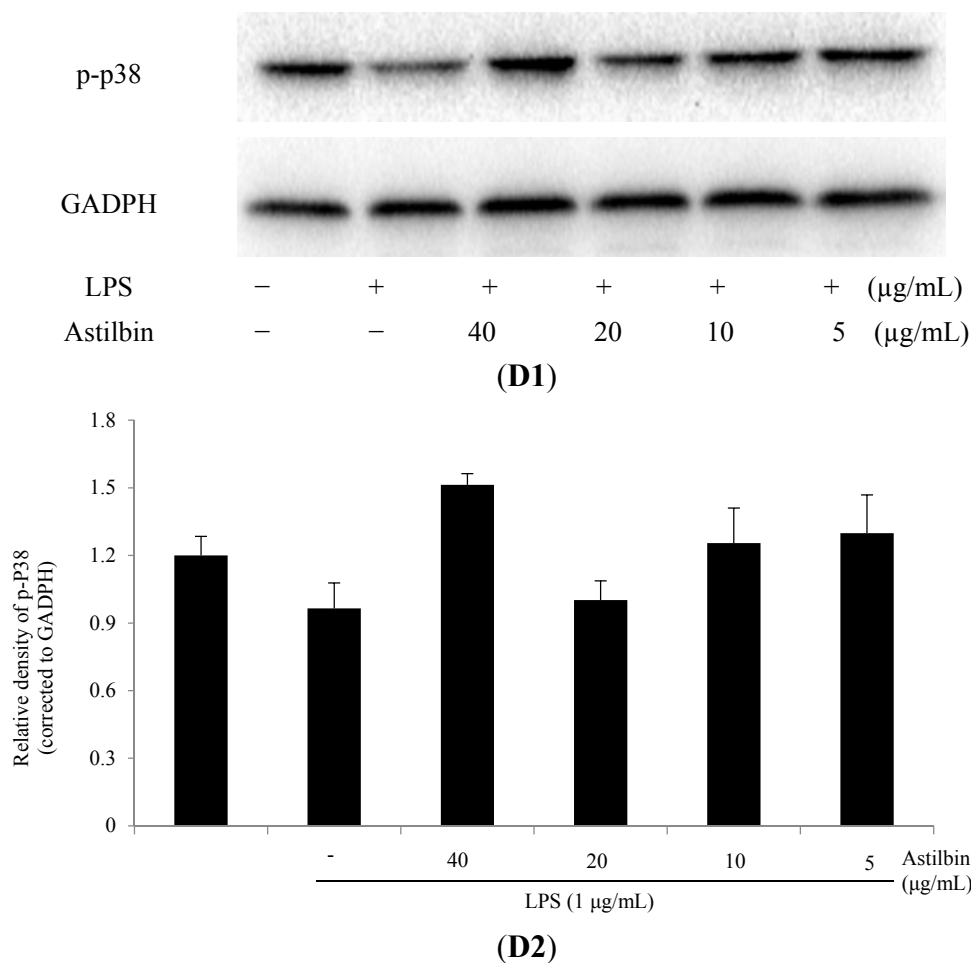 p-p38
GADPH
LPS − + + + + + (µg/mL)
Astilbin − − 40 20 10 5 (µg/mL)
(D1)
1.8
1.5
1.2
0.9
0.6
0.3
0
Relative density of p-P38
(corrected to GADPH)
- 40 20 10 5 Astilbin
(µg/mL)
LPS (1 µg/mL)
(D2)